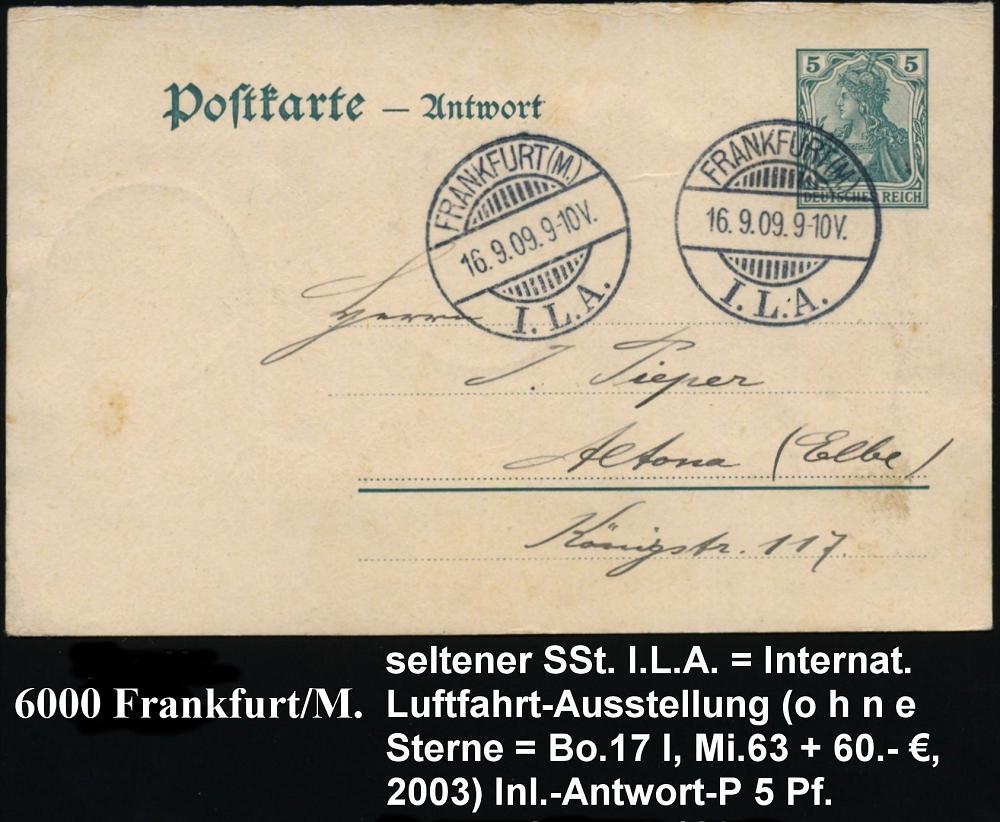 Postkarte — Antwort
5 5
DEUTSCHES REICH
FRANKFURT (M.)
16. 9. 09. 9-10V.
I. L. A.
FRANKFURT (M.)
16. 9. 09. 9-10V.
I. L. A.
Herrn
J. Pieper
Altona (Elbe)
Königstr. 117.
6000 Frankfurt/M.
seltener SSt. I.L.A. = Internat.
Luftfahrt-Ausstellung (o h n e
Sterne = Bo.17 I, Mi.63 + 60.- €,
2003) Inl.-Antwort-P 5 Pf.